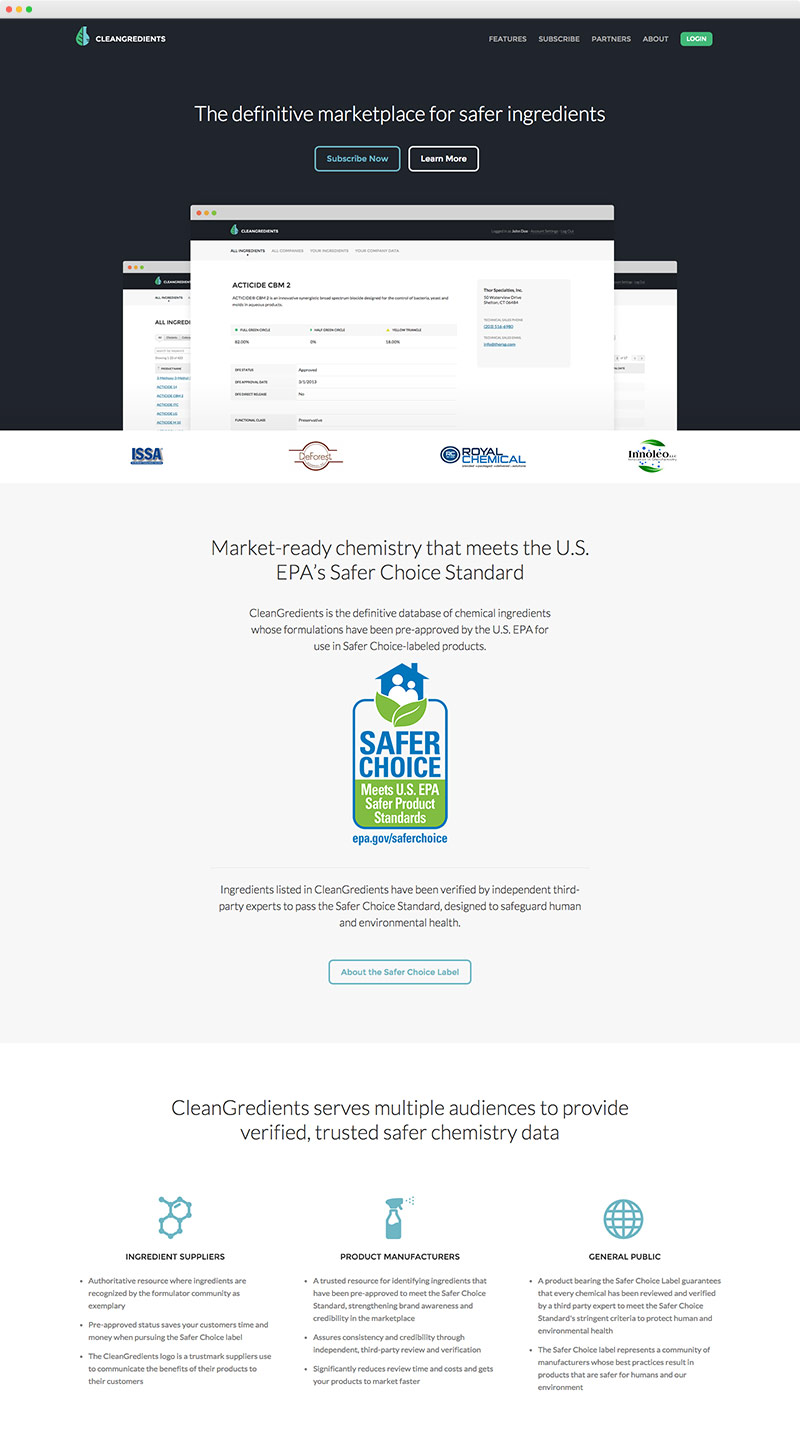 CLEANGREDIENTS
FEATURES SUBSCRIBE PARTNERS ABOUT LOGIN
The definitive marketplace for safer ingredients
Subscribe Now Learn More
CLEANGREDIENTS
Logged in as John Doe - Account Settings - Log Out
ALL INGREDIENTS ALL COMPANIES YOUR INGREDIENTS YOUR COMPANY DATA
ACTICIDE CBM 2
ACTICIDE® CBM 2 is an innovative synergistic broad spectrum biocide designed for the control of bacteria, yeast and
molds in aqueous products.
FULL GREEN CIRCLE HALF GREEN CIRCLE YELLOW TRIANGLE
82.00% 0% 18.00%
DFE STATUS Approved
DFE APPROVAL DATE 3/1/2013
DFE DIRECT RELEASE No
FUNCTIONAL CLASS Preservative
Thor Specialties, Inc.
50 Waterview Drive
Shelton, CT 06484
TECHNICAL SALES PHONE
(203) 516-6980
TECHNICAL SALES EMAIL
CLEANGREDIENTS
ALL INGREDIENTS
ALL INGREDI
PRODUCT NAME
ACTICIDE CBM 2
ISSA
DeForest
ROYAL
CHEMICAL
Innoleo LLC
Market-ready chemistry that meets the U.S.
EPA’s Safer Choice Standard
CleanGredients is the definitive database of chemical ingredients
whose formulations have been pre-approved by the U.S. EPA for
use in Safer Choice-labeled products.
SAFER
CHOICE
Meets U.S. EPA
Safer Product
Standards
epa.gov/saferchoice
Ingredients listed in CleanGredients have been verified by independent third-
party experts to pass the Safer Choice Standard, designed to safeguard human
and environmental health.
About the Safer Choice Label
CleanGredients serves multiple audiences to provide
verified, trusted safer chemistry data
INGREDIENT SUPPLIERS
• Authoritative resource where ingredients are
recognized by the formulator community as
exemplary
• Pre-approved status saves your customers time and
money when pursuing the Safer Choice label
• The CleanGredients logo is a trustmark suppliers use
to communicate the benefits of their products to
their customers
PRODUCT MANUFACTURERS
• A trusted resource for identifying ingredients that
have been pre-approved to meet the Safer Choice
Standard, strengthening brand awareness and
credibility in the marketplace
• Assures consistency and credibility through
independent, third-party review and verification
• Significantly reduces review time and costs and gets
your products to market faster
GENERAL PUBLIC
• A product bearing the Safer Choice Label guarantees
that every chemical has been reviewed and verified
by a third party expert to meet the Safer Choice
Standard's stringent criteria to protect human and
environmental health
• The Safer Choice label represents a community of
manufacturers whose best practices result in
products that are safer for humans and our
environment